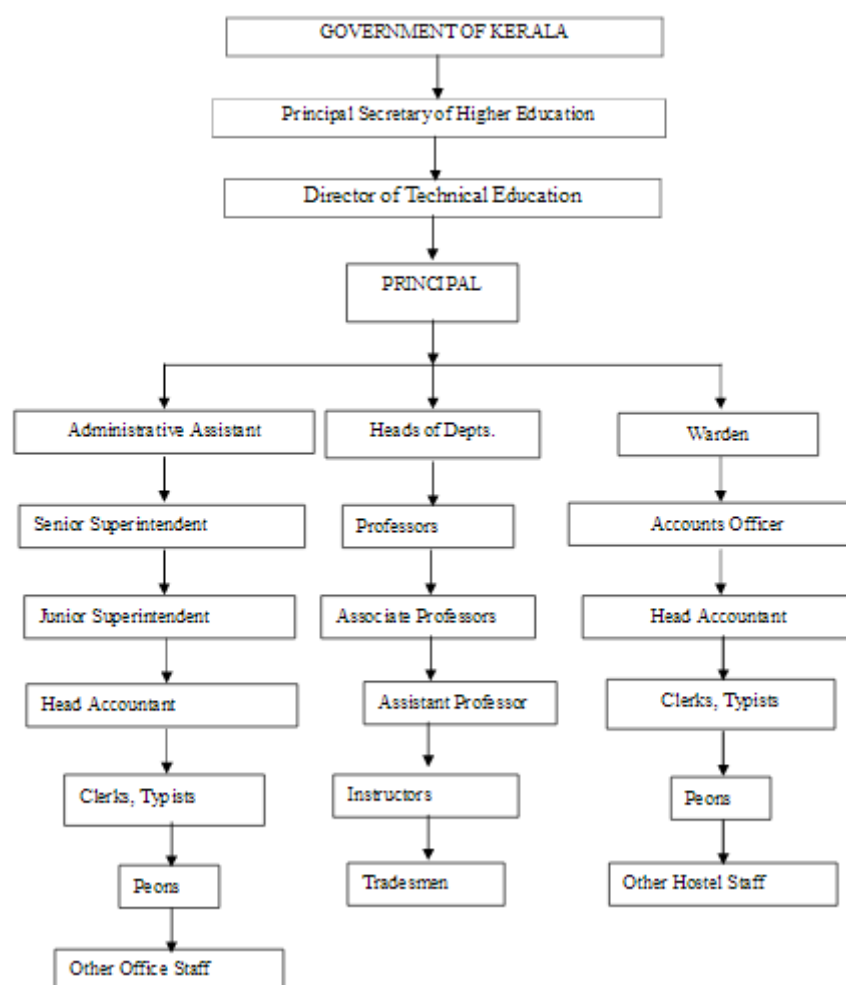 GOVERNMENT OF KERALA
Principal Secretary of Higher Education
Director of Technical Education
PRINCIPAL
Administrative Assistant
Heads of Depts.
Warden
Senior Superintendent
Professors
Accounts Officer
Junior Superintendent
Associate Professors
Head Accountant
Head Accountant
Assistant Professor
Clerks, Typists
Clerks, Typists
Instructors
Peons
Peons
Tradesmen
Other Hostel Staff
Other Office Staff